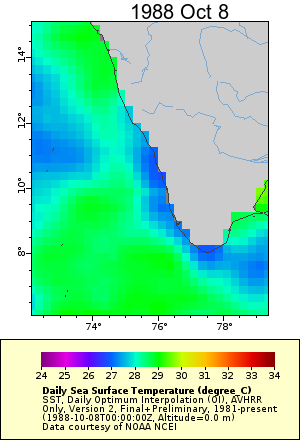 1988 Oct 8
14°
12°
10°
8°
74° 76° 78°
24 25 26 27 28 29 30 31 32 33 34
Daily Sea Surface Temperature (degree_C)
SST, Daily Optimum Interpolation (OI), AVHRR
Only, Version 2, Final+Preliminary, 1981-present
(1988-10-08T00:00:00Z, Altitude=0.0 m)
Data courtesy of NOAA NCEI